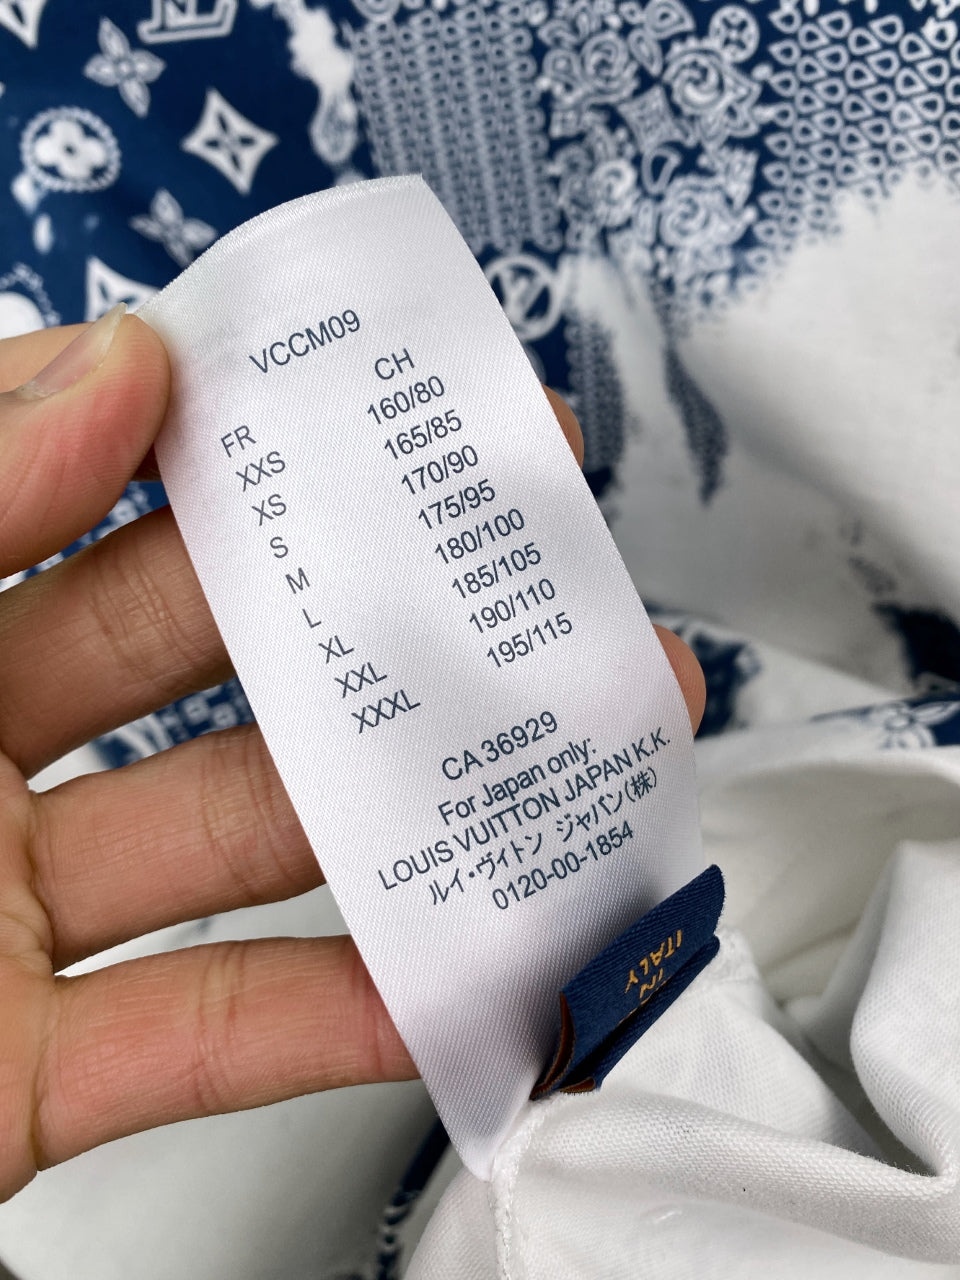 VCCM09
FR CH
XXS 160/80
XS 165/85
S 170/90
M 175/95
L 180/100
XL 185/105
XXL 190/110
XXXL 195/115
CA 36929
For Japan only:
LOUIS VUITTON JAPAN K.K.
ルイ・ヴィトン ジャパン(株)
0120-00-1854
IN
ITALY